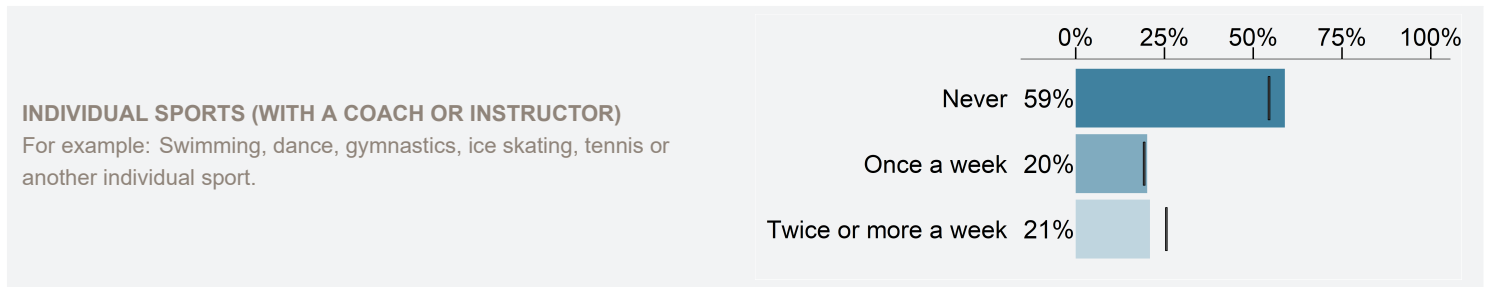 INDIVIDUAL SPORTS (WITH A COACH OR INSTRUCTOR)
For example: Swimming, dance, gymnastics, ice skating, tennis or
another individual sport.
0% 25% 50% 75% 100%
Never 59%
Once a week 20%
Twice or more a week 21%